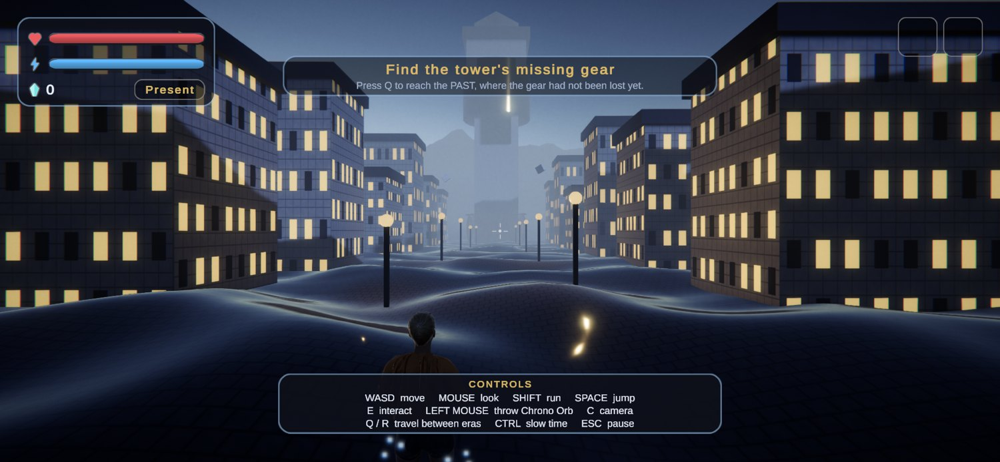 0
Present
Find the tower's missing gear
Press Q to reach the PAST, where the gear had not been lost yet.
CONTROLS
WASD move MOUSE look SHIFT run SPACE jump
E interact LEFT MOUSE throw Chrono Orb C camera
Q / R travel between eras CTRL slow time ESC pause